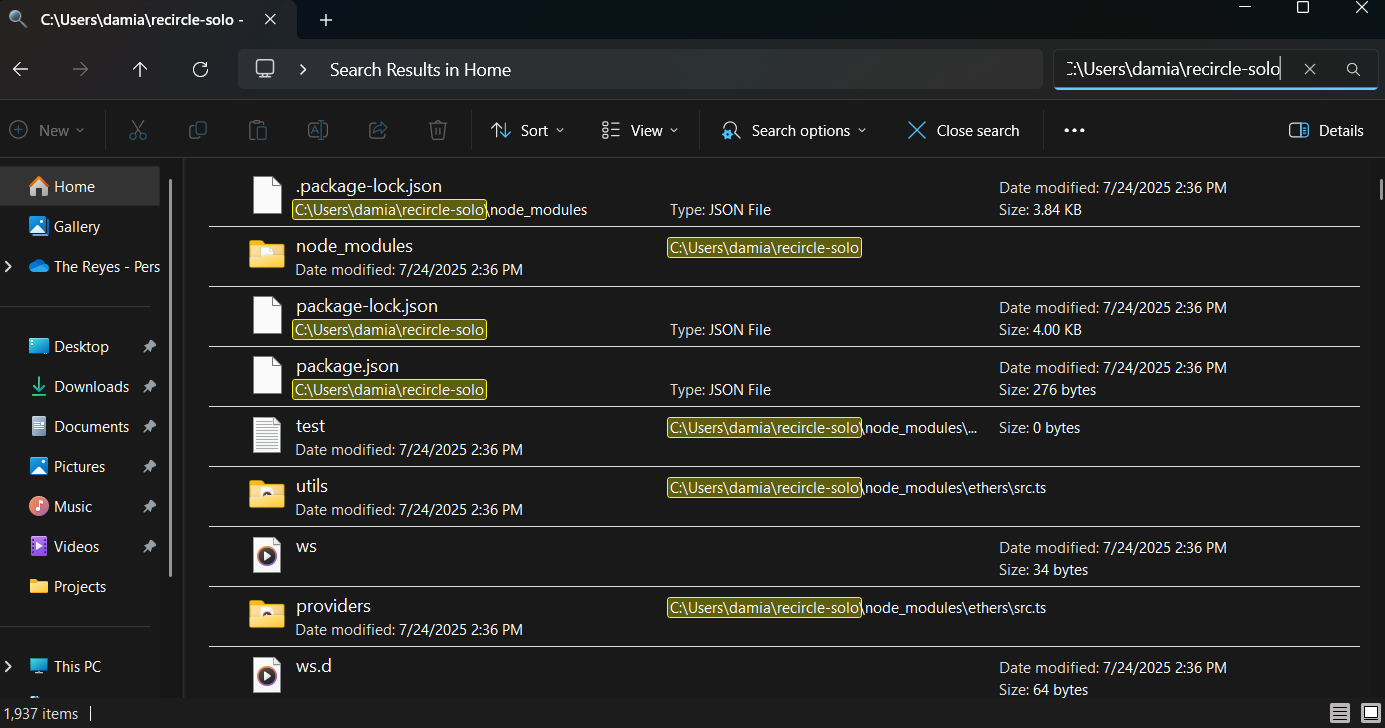 C:\Users\damia\recircle-solo -
Search Results in Home
:\Users\damia\recircle-solo
New
Sort
View
Search options
Close search
Details
Home
Gallery
The Reyes - Pers
Desktop
Downloads
Documents
Pictures
Music
Videos
Projects
This PC
.package-lock.json
Date modified: 7/24/2025 2:36 PM
C:\Users\damia\recircle-solo\node_modules
Type: JSON File
Size: 3.84 KB
node_modules
C:\Users\damia\recircle-solo
Date modified: 7/24/2025 2:36 PM
package-lock.json
Date modified: 7/24/2025 2:36 PM
C:\Users\damia\recircle-solo
Type: JSON File
Size: 4.00 KB
package.json
Date modified: 7/24/2025 2:36 PM
C:\Users\damia\recircle-solo
Type: JSON File
Size: 276 bytes
test
C:\Users\damia\recircle-solo\node_modules\...
Size: 0 bytes
Date modified: 7/24/2025 2:36 PM
utils
C:\Users\damia\recircle-solo\node_modules\ethers\src.ts
Date modified: 7/24/2025 2:36 PM
ws
Date modified: 7/24/2025 2:36 PM
Size: 34 bytes
providers
C:\Users\damia\recircle-solo\node_modules\ethers\src.ts
Date modified: 7/24/2025 2:36 PM
ws.d
Date modified: 7/24/2025 2:36 PM
Size: 64 bytes
1,937 items